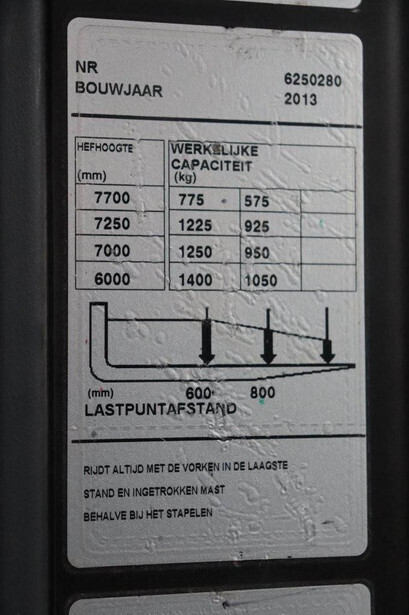 NR 6250280
BOUWJAAR 2013
HEFHOOGTE WERKELIJKE
CAPACITEIT
(mm) (kg)
7700 775 575
7250 1225 925
7000 1250 950
6000 1400 1050
(mm) 600 800
LASTPUNTAFSTAND
RIJDT ALTIJD MET DE VORKEN IN DE LAAGSTE
STAND EN INGETROKKEN MAST
BEHALVE BIJ HET STAPELEN